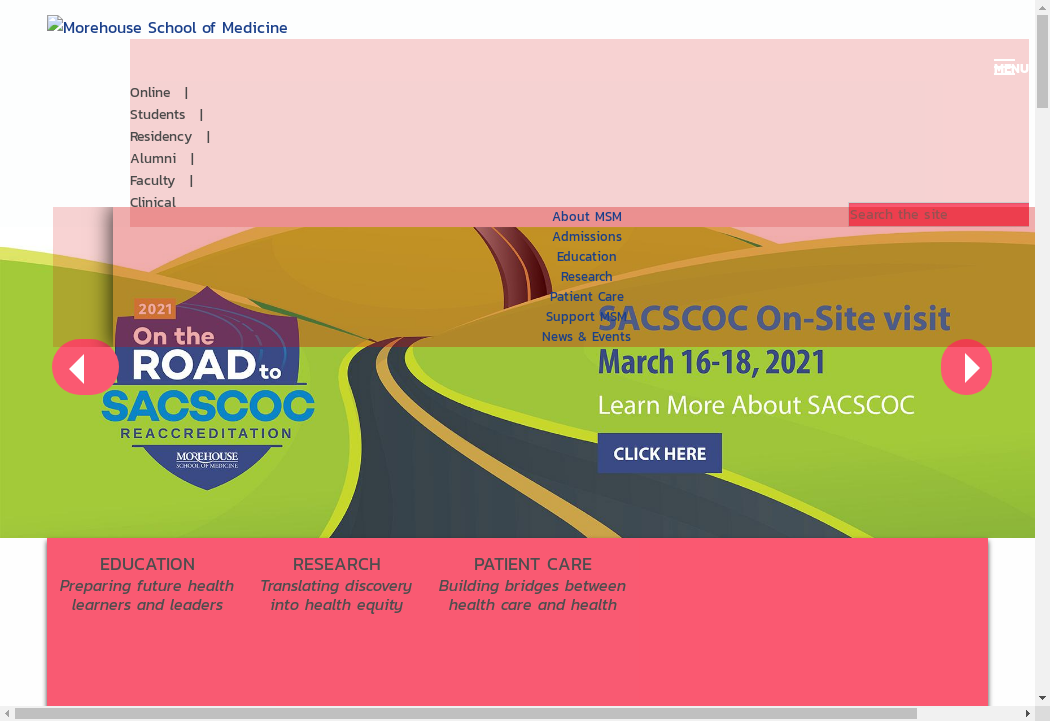 Morehouse School of Medicine
MENU
Online |
Students |
Residency |
Alumni |
Faculty |
Clinical
Search the site
About MSM
Admissions
Education
Research
Patient Care
Support MSM
News & Events
2021
On the
ROAD to
SACSCOC
REACCREDITATION
MOREHOUSE
SCHOOL OF MEDICINE
SACSCOC On-Site visit
March 16-18, 2021
Learn More About SACSCOC
CLICK HERE
EDUCATION
Preparing future health
learners and leaders
RESEARCH
Translating discovery
into health equity
PATIENT CARE
Building bridges between
health care and health